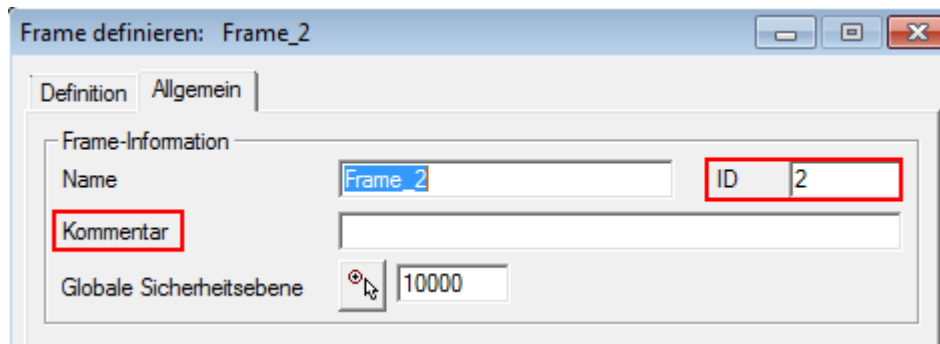 Frame definieren: Frame_2
Definition Allgemein
Frame-Information
Name Frame_2 ID 2
Kommentar
Globale Sicherheitsebene 10000